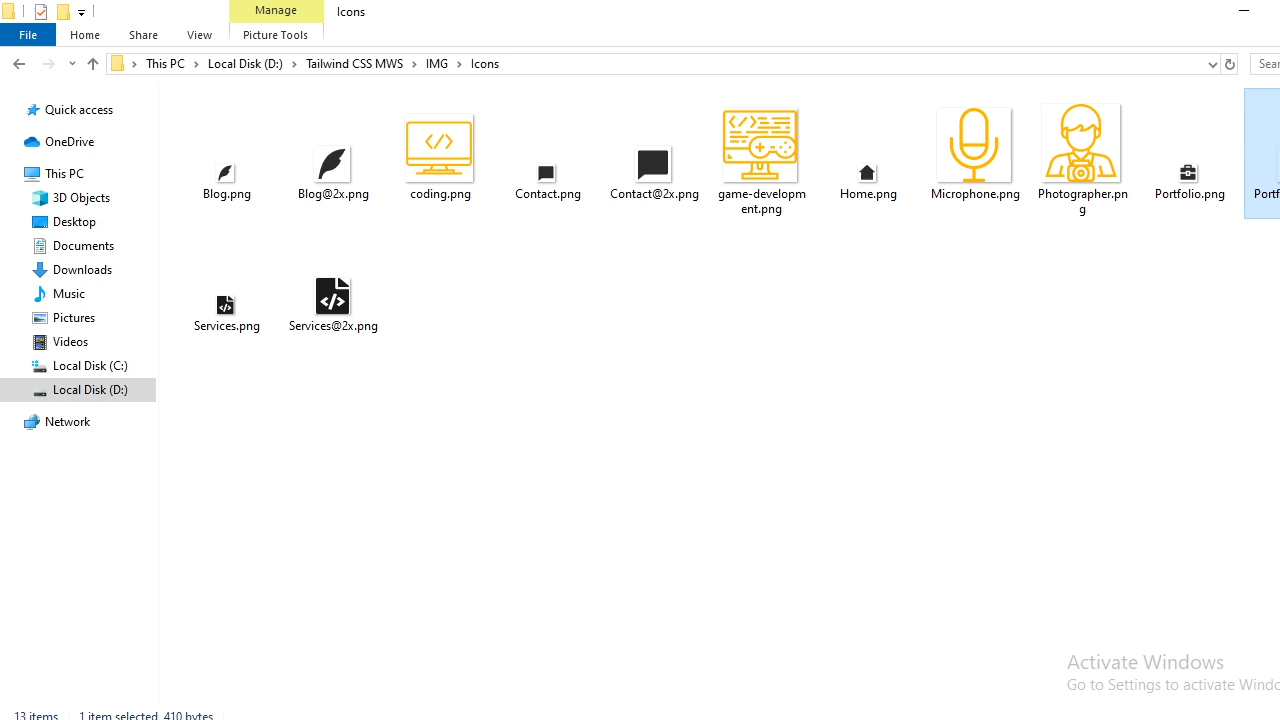 Manage
Icons
File
Home
Share
View
Picture Tools
This PC
Local Disk (D:)
Tailwind CSS MWS
IMG
Icons
Sear
Quick access
OneDrive
This PC
3D Objects
Desktop
Documents
Downloads
Music
Pictures
Videos
Local Disk (C:)
Local Disk (D:)
Network
Blog.png
Blog@2x.png
coding.png
Contact.png
Contact@2x.png
game-developm
ent.png
Home.png
Microphone.png
Photographer.pn
g
Portfolio.png
Portf
Services.png
Services@2x.png
Activate Windows
Go to Settings to activate Windo
13 items
1 item selected 410 bytes